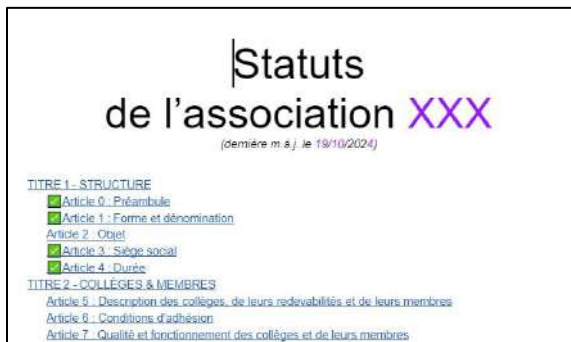 Statuts
de l'association XXX
(dernière m.à.j. le 19/10/2024)
TITRE 1 - STRUCTURE
✅Article 0 : Préambule
✅Article 1 : Forme et dénomination
Article 2 : Objet
✅Article 3 : Siège social
✅Article 4 : Durée
TITRE 2 - COLLÈGES & MEMBRES
Article 5 : Description des collèges, de leurs redevabilités et de leurs membres
Article 6 : Conditions d'adhésion
Article 7 : Qualité et fonctionnement des collèges et de leurs membres